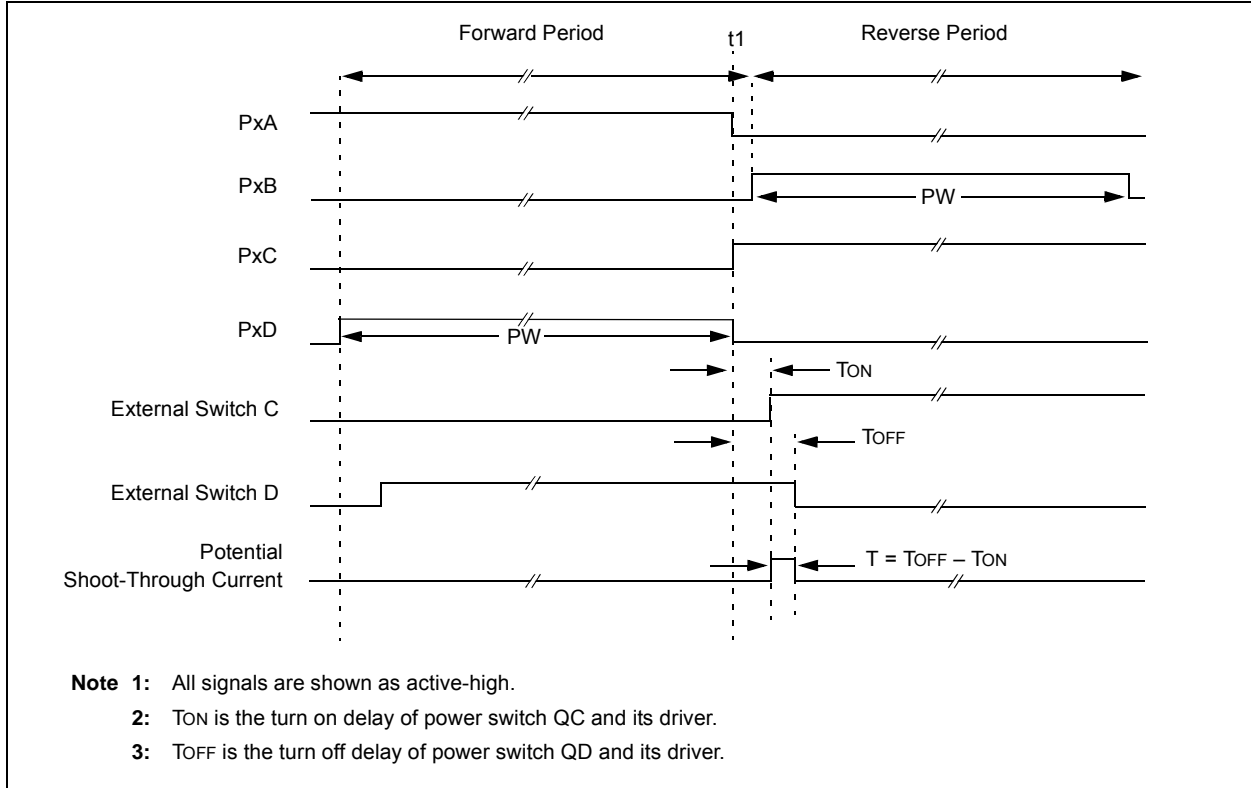 Forward Period
t1
Reverse Period
PxA
PxB
PW
PxC
PxD
PW
TON
External Switch C
TOFF
External Switch D
Potential
Shoot-Through Current
T = TOFF – TON
Note 1: All signals are shown as active-high.
2: TON is the turn on delay of power switch QC and its driver.
3: TOFF is the turn off delay of power switch QD and its driver.